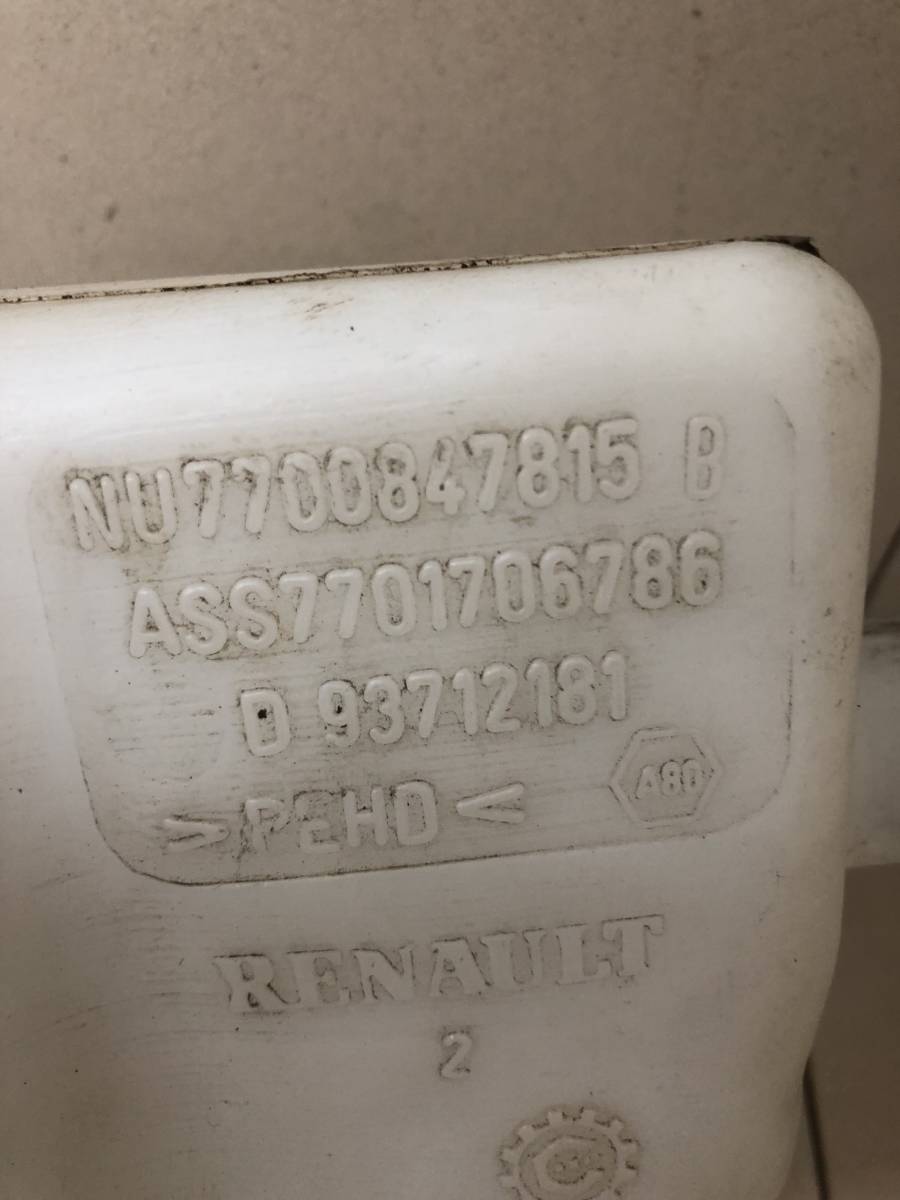 NU7700847815 B
ASS7701706786
D 93712181
>PEHD<
A80
RENAULT
2